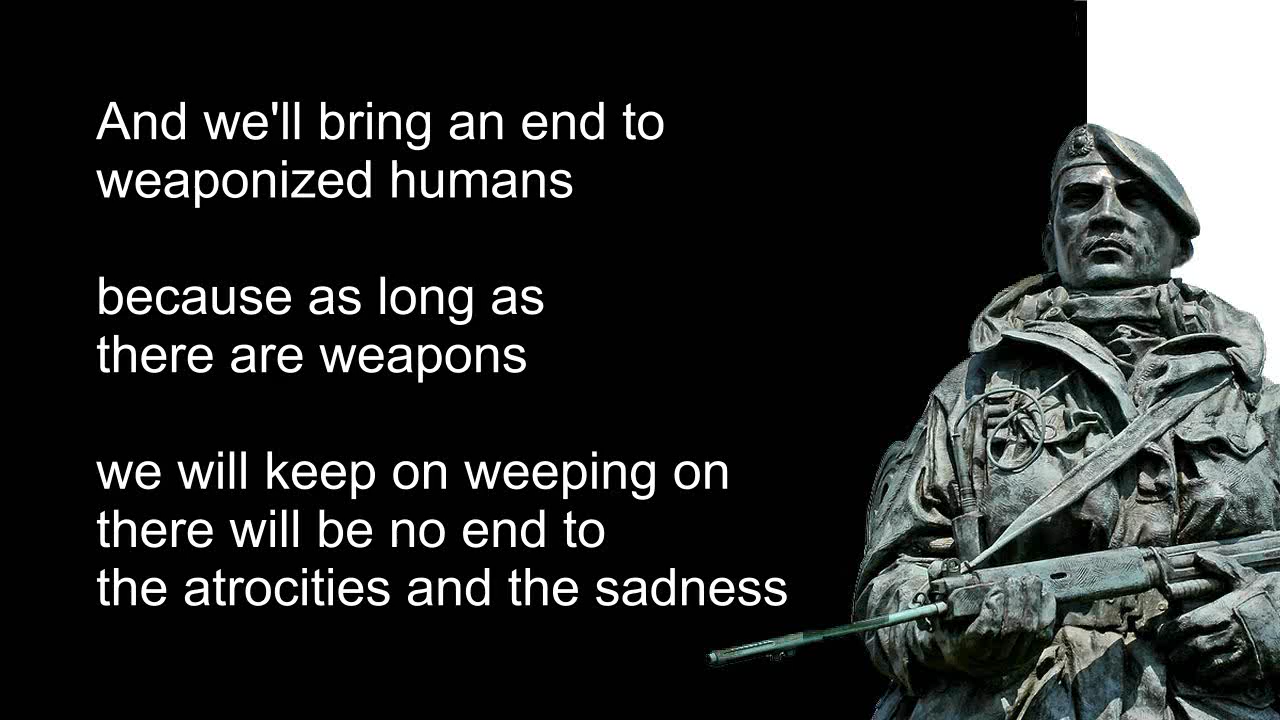 And we'll bring an end to
weaponized humans
because as long as
there are weapons
we will keep on weeping on
there will be no end to
the atrocities and the sadness